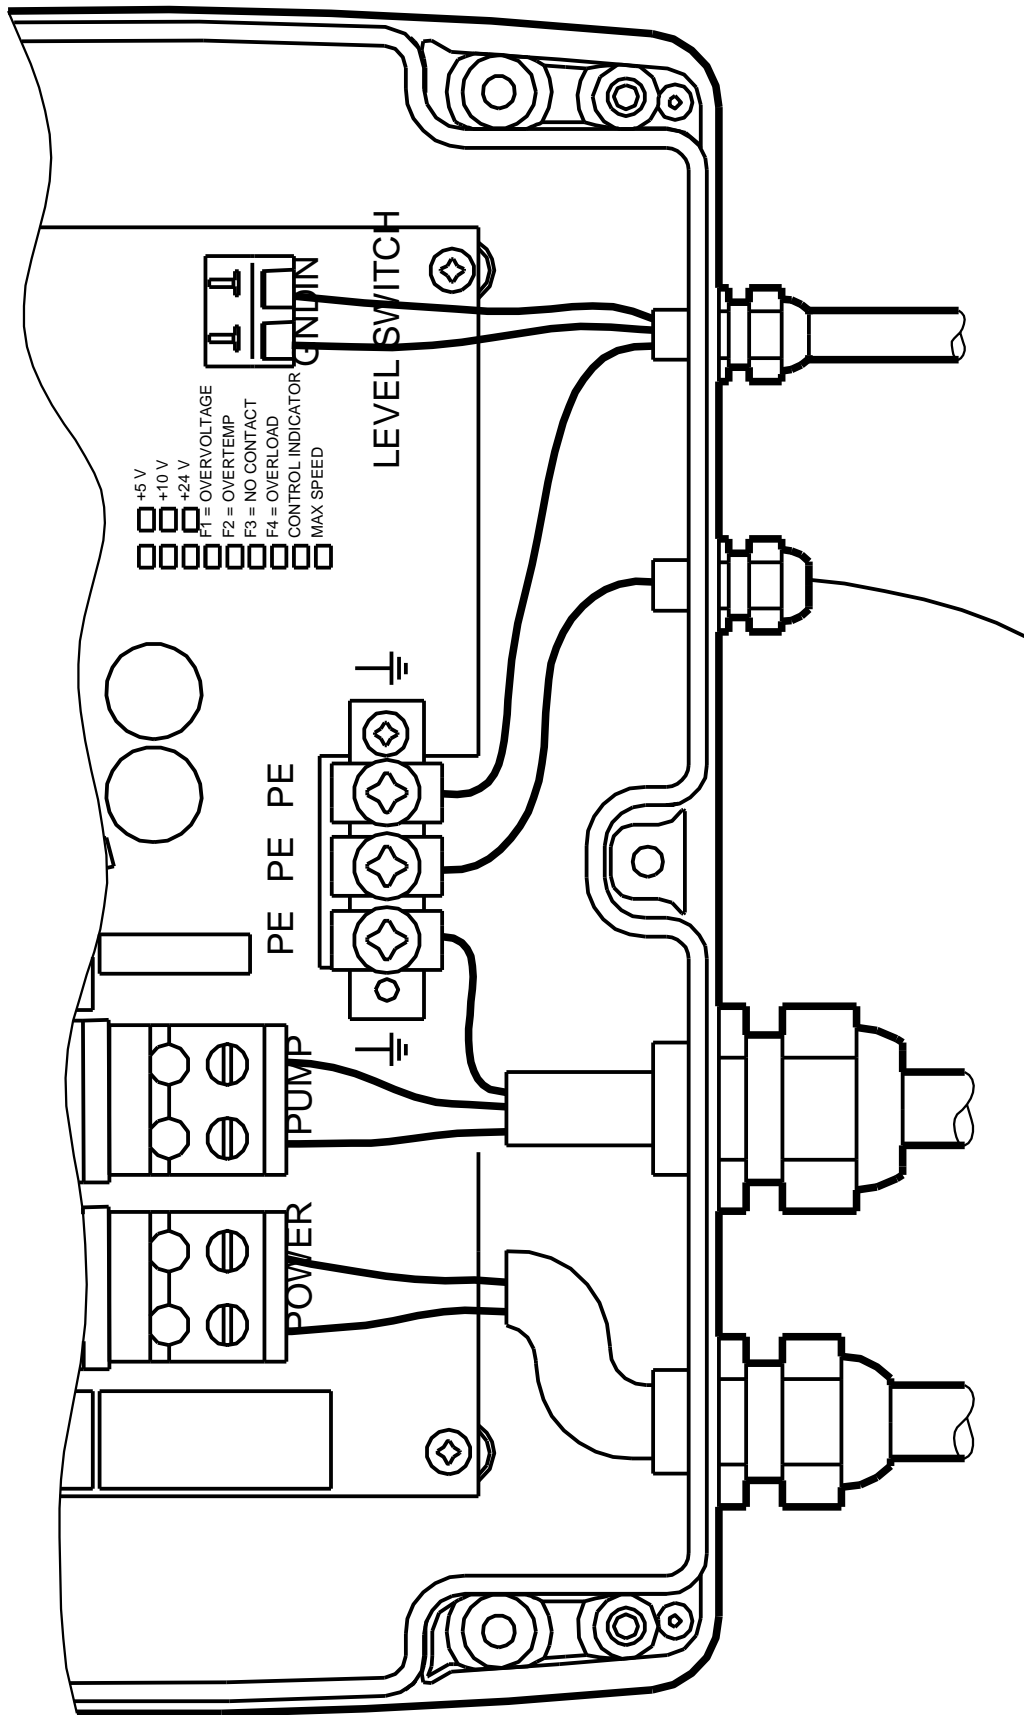 LEVEL SWITCH
GND IN
+5 V
+10 V
+24 V
F1 = OVERVOLTAGE
F2 = OVERTEMP
F3 = NO CONTACT
F4 = OVERLOAD
CONTROL INDICATOR
MAX SPEED
PE PE PE
PUMP
POWER